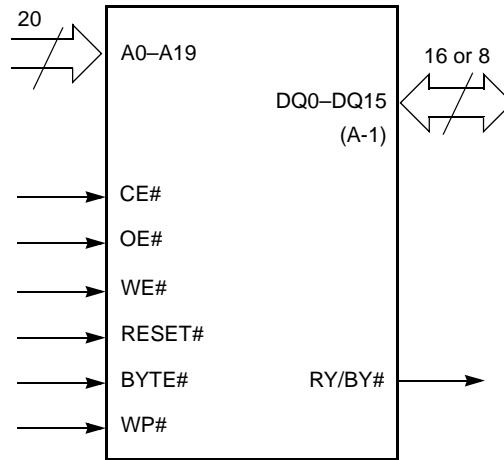 20
A0–A19
16 or 8
DQ0–DQ15
(A-1)
CE#
OE#
WE#
RESET#
BYTE#
RY/BY#
WP#